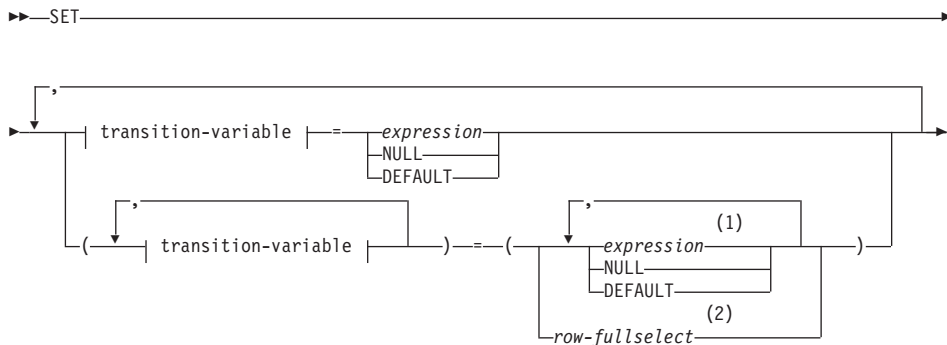 SET
,
transition-variable = expression
NULL
DEFAULT
, ,
(1)
( transition-variable ) = ( expression )
NULL
DEFAULT
(2)
row-fullselect